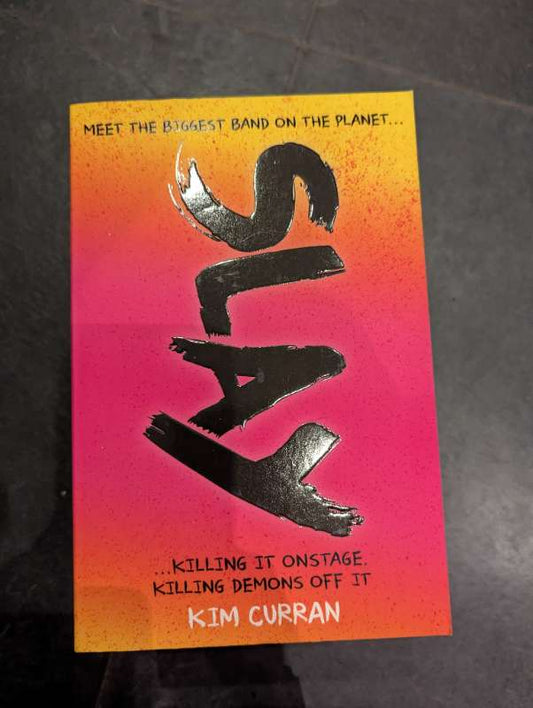 MEET THE BIGGEST BAND ON THE PLANET...
SLAY
...KILLING IT ONSTAGE.
KILLING DEMONS OFF IT
KIM CURRAN